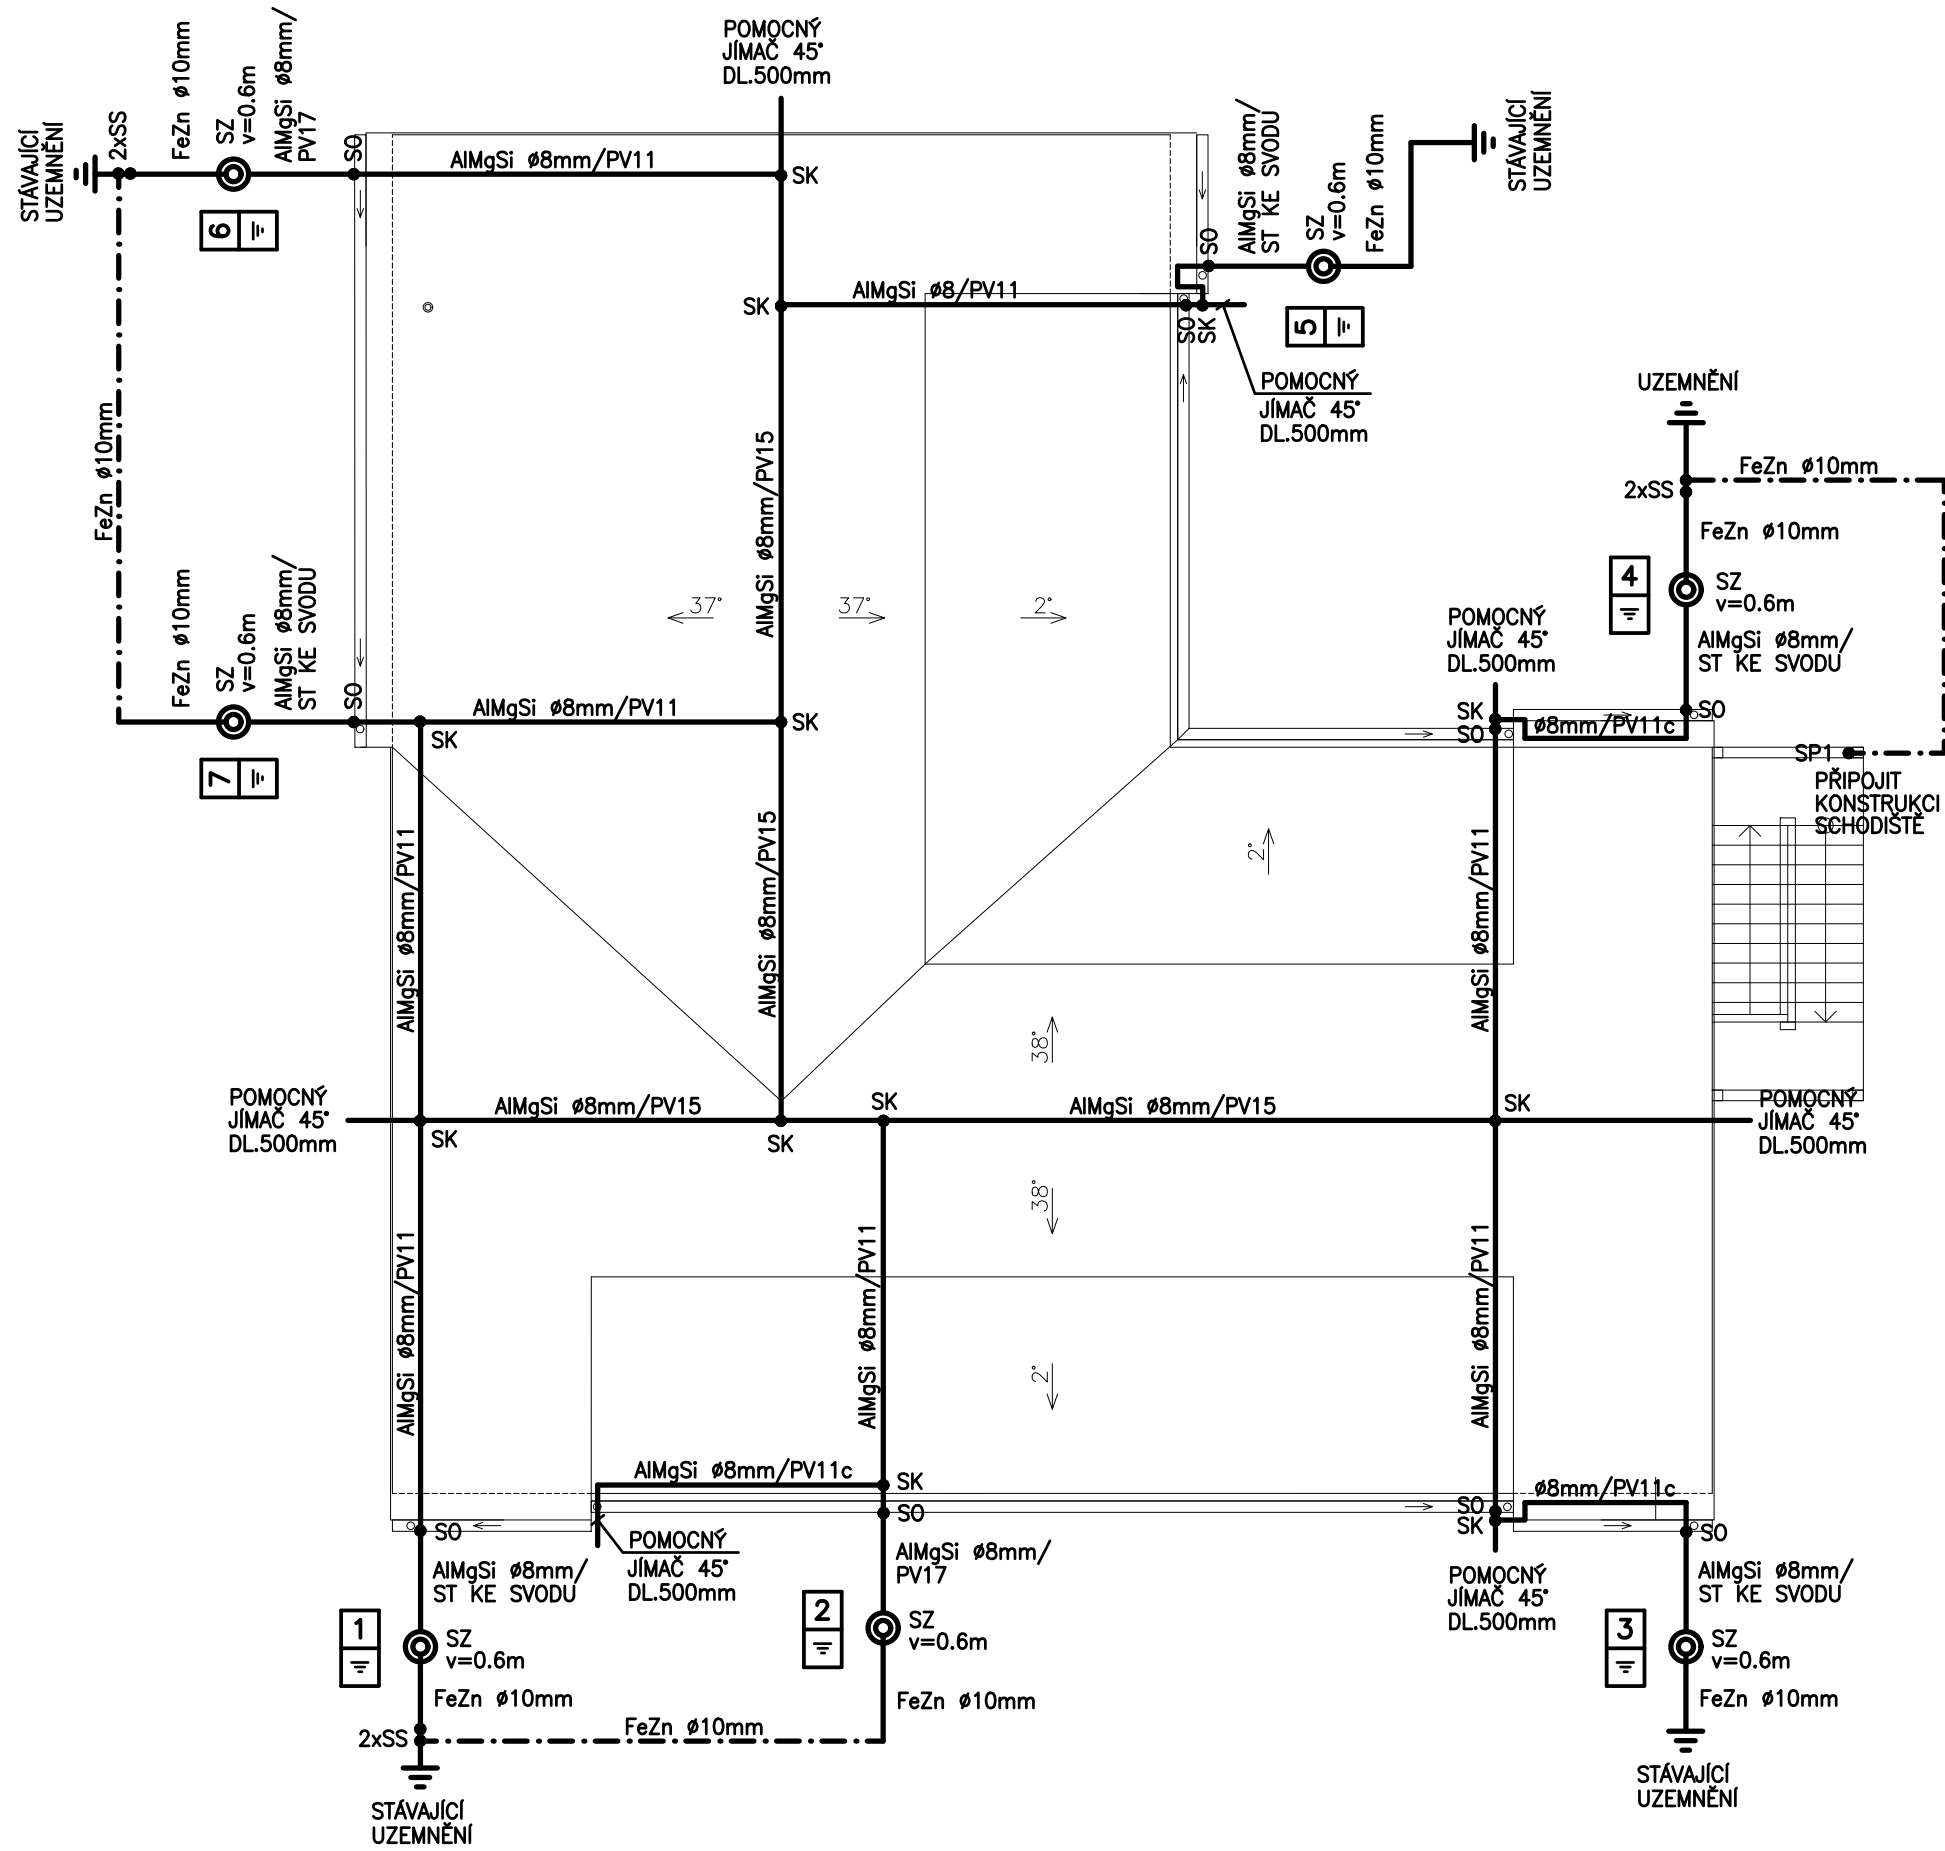 POMOCNÝ
JÍMAČ 45°
DL.500mm
STÁVAJÍCÍ
UZEMNĚNÍ
2xSS
FeZn ø10mm
SZ
v=0.6m
AlMgSi ø8mm/
PV17
SO
AlMgSi ø8mm/PV11
SK
6
SK
AlMgSi ø8/PV11
SO
SK
SO
AlMgSi ø8mm/
ST KE SVODU
SZ
v=0.6m
FeZn ø10mm
STÁVAJÍCÍ
UZEMNĚNÍ
5
POMOCNÝ
JÍMAČ 45°
DL.500mm
UZEMNĚNÍ
FeZn ø10mm
2xSS
FeZn ø10mm
4
SZ
v=0.6m
AlMgSi ø8mm/
ST KE SVODU
SO
FeZn ø10mm
AlMgSi ø8mm/PV15
37°
37°
2°
FeZn ø10mm
SZ
v=0.6m
AlMgSi ø8mm/
ST KE SVODU
SO
AlMgSi ø8mm/PV11
SK
SK
7
POMOCNÝ
JÍMAČ 45°
DL.500mm
SK
SO
ø8mm/PV11c
SP1
PŘIPOJIT
KONSTRUKCI
SCHODIŠTĚ
AlMgSi ø8mm/PV11
AlMgSi ø8mm/PV15
2°
AlMgSi ø8mm/PV11
38°
POMOCNÝ
JÍMAČ 45°
DL.500mm
AlMgSi ø8mm/PV15
SK
AlMgSi ø8mm/PV15
SK
SK
SK
POMOCNÝ
JÍMAČ 45°
DL.500mm
38°
AlMgSi ø8mm/PV11
AlMgSi ø8mm/PV11
2°
AlMgSi ø8mm/PV11
AlMgSi ø8mm/PV11c
SK
SO
SO
POMOCNÝ
JÍMAČ 45°
DL.500mm
AlMgSi ø8mm/
ST KE SVODU
1
SZ
v=0.6m
FeZn ø10mm
2xSS
STÁVAJÍCÍ
UZEMNĚNÍ
FeZn ø10mm
AlMgSi ø8mm/
PV17
2
SZ
v=0.6m
FeZn ø10mm
SO
SK
ø8mm/PV11c
SO
POMOCNÝ
JÍMAČ 45°
DL.500mm
AlMgSi ø8mm/
ST KE SVODU
3
SZ
v=0.6m
FeZn ø10mm
STÁVAJÍCÍ
UZEMNĚNÍ